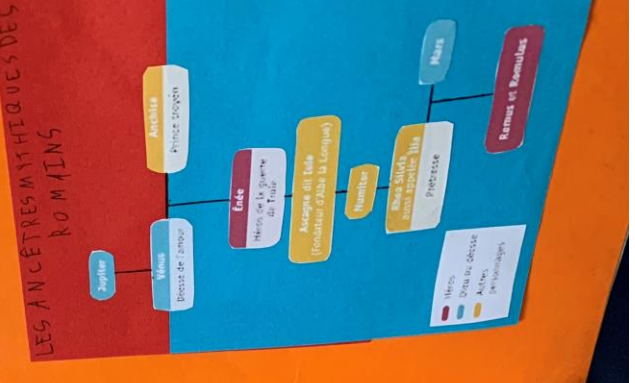 LES ANCÊTRES MYTHIQUES DES
ROMAINS
Jupiter
Vénus
Déesse de l'amour
Anchise
Prince troyen
Énée
Héros de la guerre
de Troie
Ascagne dit Iule
(Fondateur d'Albe la Longue)
Numitor
Rhea Silvia
aussi appelée Ilia
Prêtresse
Mars
Remus et Romulus
Héros
Dieu ou déesse
Autres
personnages